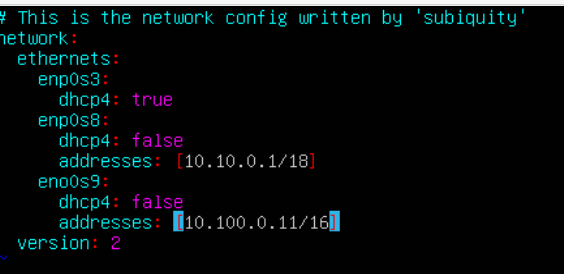 # This is the network config written by 'subiquity'
network:
  ethernets:
    enp0s3:
      dhcp4: true
    enp0s8:
      dhcp4: false
      addresses: [10.10.0.1/18]
    eno0s9:
      dhcp4: false
      addresses: [10.100.0.11/16]
  version: 2
~